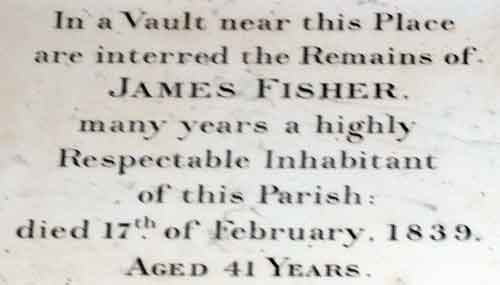 In a Vault near this Place
are interred the Remains of
JAMES FISHER.
many years a highly
Respectable Inhabitant
of this Parish:
died 17th of February, 1839.
AGED 41 YEARS.